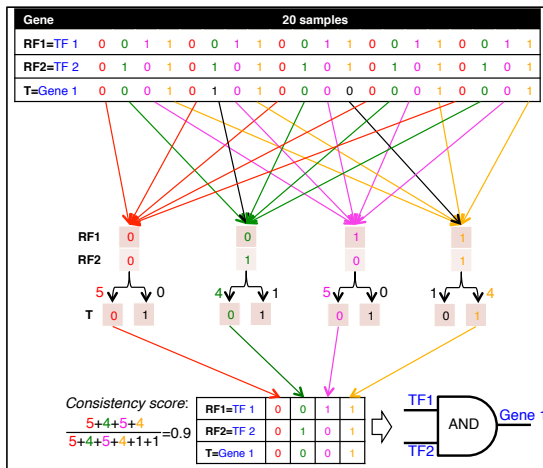 Gene 20 samples
RF1=TF 1 0 0 1 1 0 0 1 1 0 0 1 1 0 0 1 1 0 0 1 1
RF2=TF 2 0 1 0 1 0 1 0 1 0 1 0 1 0 1 0 1 0 1 0 1
T=Gene 1 0 0 0 1 0 1 0 1 0 0 0 0 0 0 0 1 0 0 0 1
RF1 0 0 1 1
RF2 0 1 0 1
5 0 4 1 5 0 1 4
T 0 1 0 1 0 1 0 1
Consistency score:
5+4+5+4
5+4+5+4+1+1 =0.9
RF1=TF 1 0 0 1 1
RF2=TF 2 0 1 0 1
T=Gene 1 0 0 0 1
TF1
TF2
AND
Gene 1